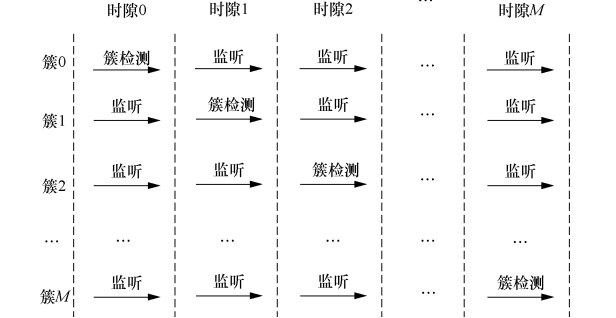 时隙0 时隙1 时隙2 … 时隙M
簇0 簇检测 监听 监听 … 监听
簇1 监听 簇检测 监听 … 监听
簇2 监听 监听 簇检测 … 监听
… … … … … …
簇M 监听 监听 监听 … 簇检测